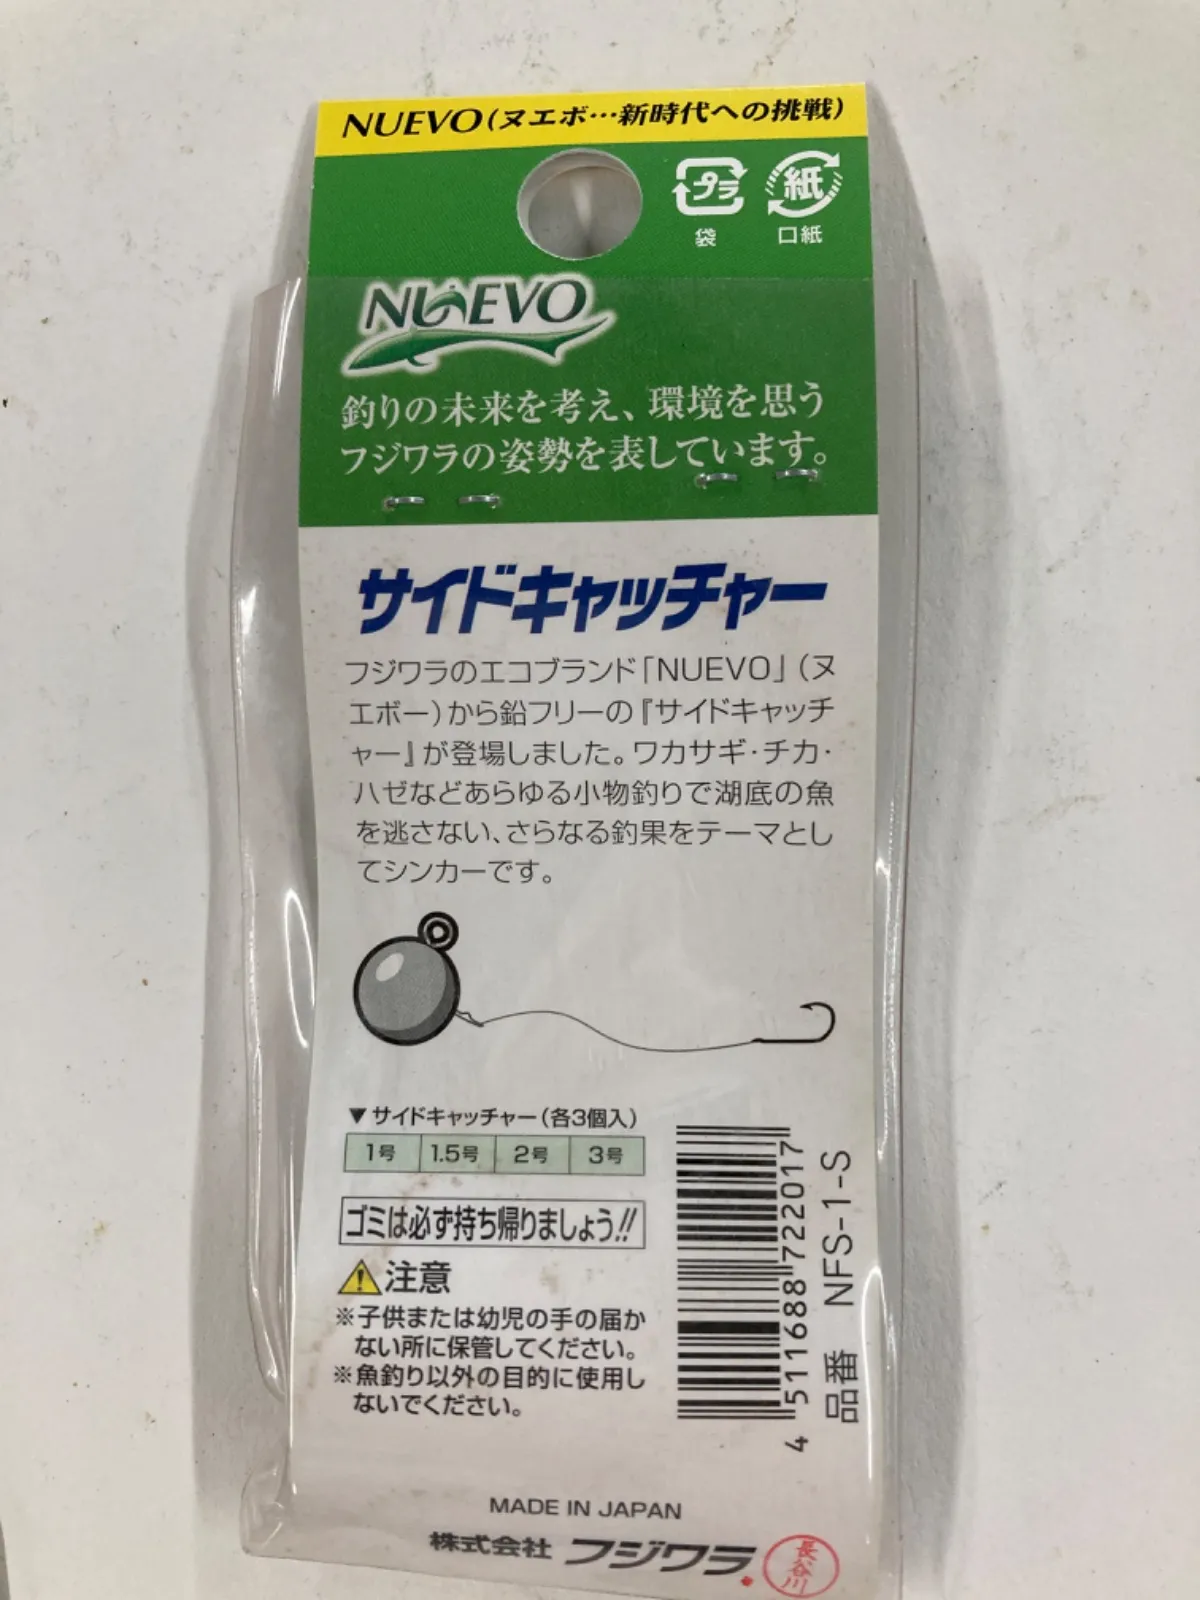 NUEVO(ヌエボ…新時代への挑戦)
プラ
紙
袋
口紙
NUEVO
釣りの未来を考え、環境を思う
フジワラの姿勢を表しています。
サイドキャッチャー
フジワラのエコブランド「NUEVO」(ヌ
エボー)から鉛フリーの『サイドキャッチ
ャー』が登場しました。ワカサギ・チカ・
ハゼなどあらゆる小物釣りで湖底の魚
を逃さない、さらなる釣果をテーマとし
てシンカーです。
▼サイドキャッチャー(各3個入)
1号 1.5号 2号 3号
ゴミは必ず持ち帰りましょう!!
注意
※子供または幼児の手の届か
ない所に保管してください。
※魚釣り以外の目的に使用し
ないでください。
4 511688 722017
品番 NFS-1-S
MADE IN JAPAN
株式会社 フジワラ
長谷川